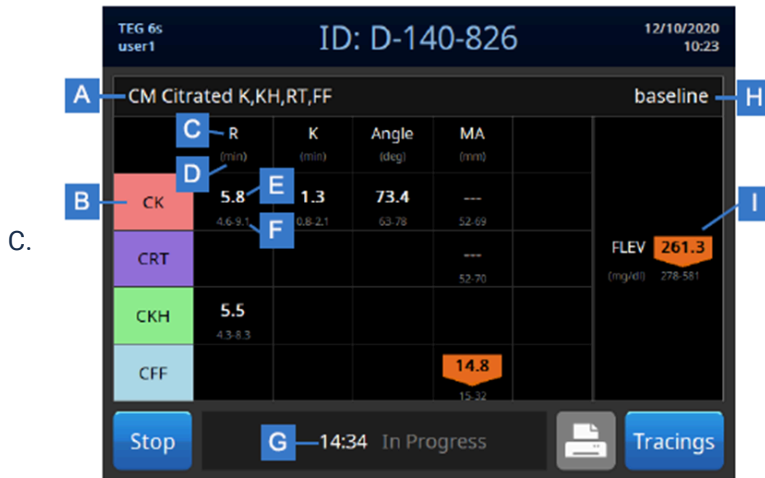 TEG 6s
user1
ID: D-140-826
12/10/2020
10:23
A CM Citrated K,KH,RT,FF baseline H
C R K Angle MA
D (min) (min) (deg) (mm)
B CK 5.8 E 1.3 73.4 ---
4.6-9.1 F 0.8-2.1 63-78 52-69
I
C.
CRT ---
52-70
FLEV 261.3
(mg/dl) 278-581
CKH 5.5
4.3-8.3
CFF 14.8
15-32
Stop G 14:34 In Progress Tracings